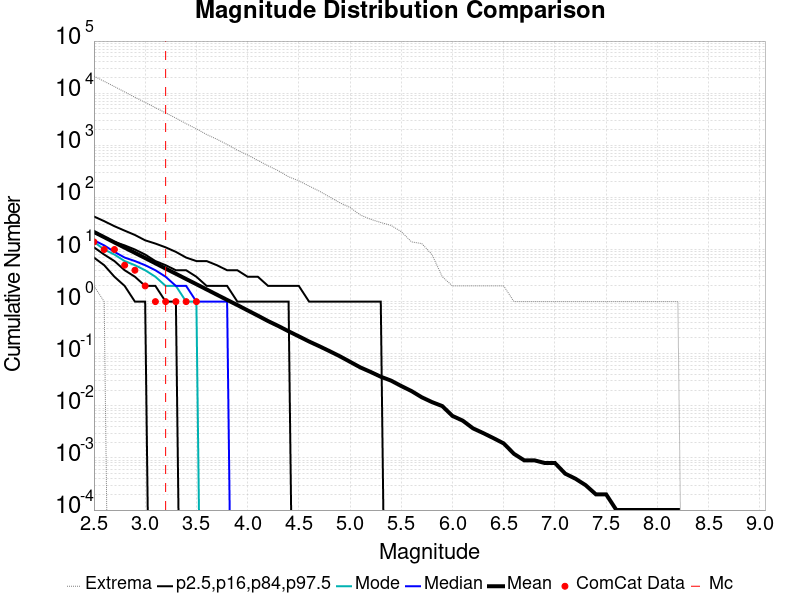 Magnitude Distribution Comparison
10^5
10^4
10^3
10^2
10^1
10^0
10^-1
10^-2
10^-3
10^-4
Cumulative Number
2.5 3.0 3.5 4.0 4.5 5.0 5.5 6.0 6.5 7.0 7.5 8.0 8.5 9.0
Magnitude
Extrema p2.5,p16,p84,p97.5 Mode Median Mean ComCat Data Mc